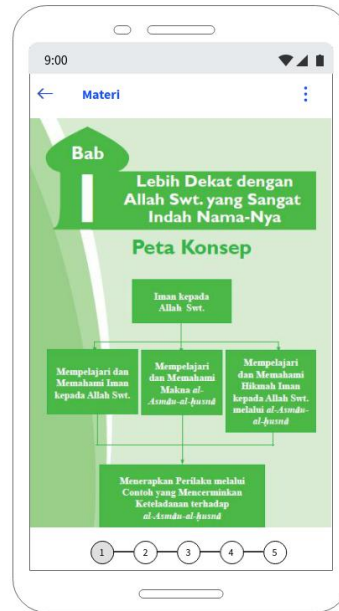 9:00
Materi
Bab
I
Lebih Dekat dengan
Allah Swt. yang Sangat
Indah Nama-Nya
Peta Konsep
Iman kepada
Allah Swt.
Mempelajari dan
Memahami Iman
kepada Allah Swt.
Mempelajari
dan Memahami
Makna al-
Asmāu-al-ḥusnā
Mempelajari
dan Memahami
Hikmah Iman
kepada Allah Swt.
melalui al-Asmāu-
al-ḥusnā
Menerapkan Perilaku melalui
Contoh yang Mencerminkan
Keteladanan terhadap
al-Asmāu-al-ḥusnā
1 2 3 4 5